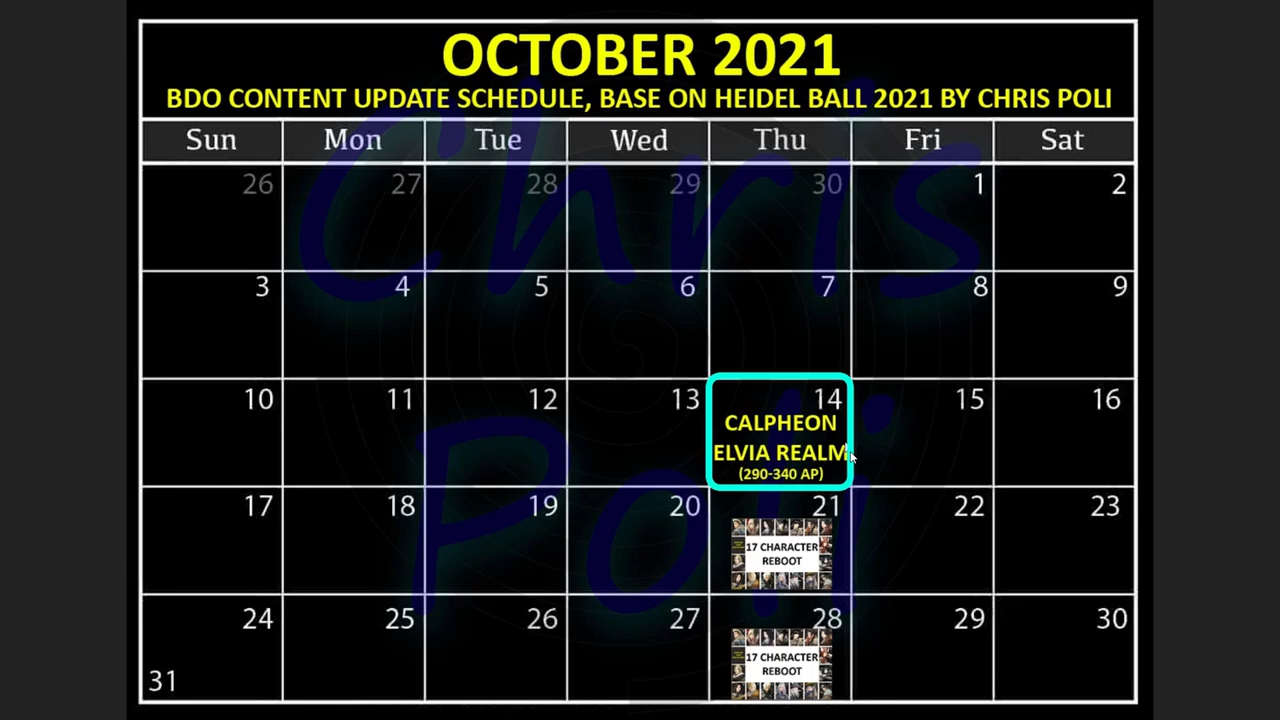 OCTOBER 2021
BDO CONTENT UPDATE SCHEDULE, BASE ON HEIDEL BALL 2021 BY CHRIS POLI
Sun Mon Tue Wed Thu Fri Sat
26 27 28 29 30 1 2
3 4 5 6 7 8 9
10 11 12 13 14 15 16
CALPHEON
ELVIA REALM
(290-340 AP)
17 18 19 20 21 22 23
17 CHARACTER
REBOOT
24 25 26 27 28 29 30
31
17 CHARACTER
REBOOT
Chris
Poli